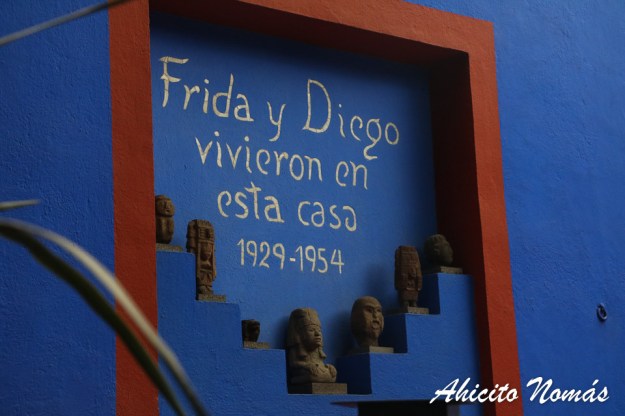 Frida y Diego
vivieron en
esta casa
1929-1954
Ahicito Nomás